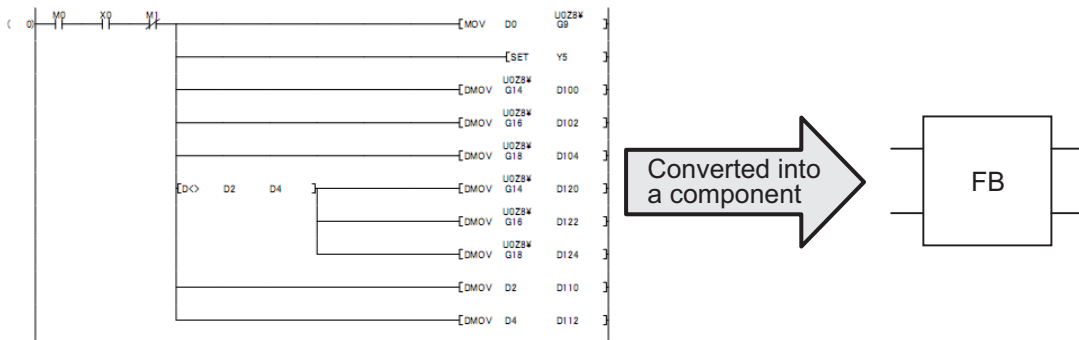 M0 X0 M1 U0Z8¥
( 0) [MOV D0 G9 ]
[SET Y5 ]
U0Z8¥
[DMOV G14 D100 ]
U0Z8¥
[DMOV G16 D102 ]
U0Z8¥
[DMOV G18 D104 ]
U0Z8¥
[D<> D2 D4 ] [DMOV G14 D120 ]
U0Z8¥
[DMOV G16 D122 ]
U0Z8¥
[DMOV G18 D124 ]
[DMOV D2 D110 ]
[DMOV D4 D112 ]
Converted into
a component
FB